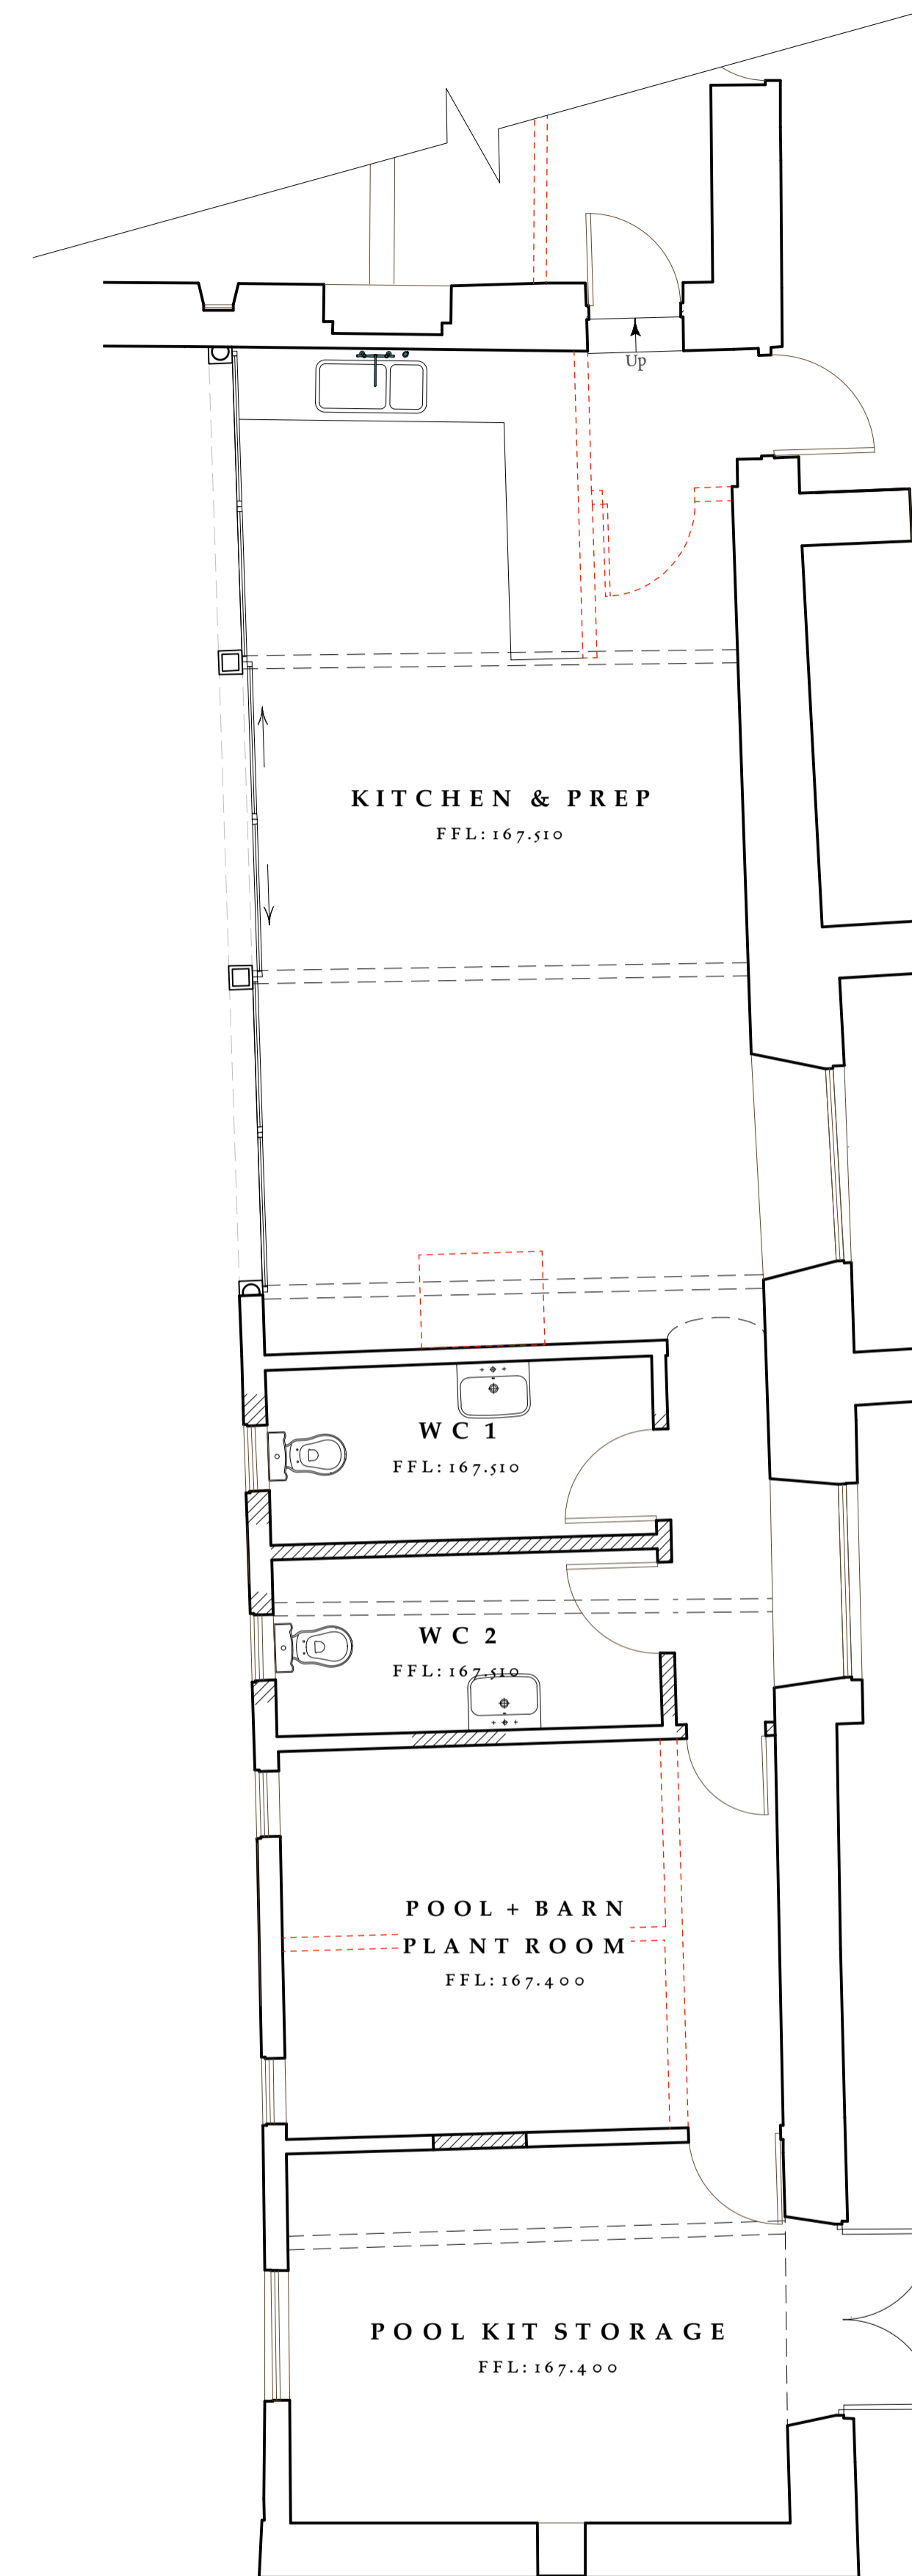 Up
KITCHEN & PREP
FFL:167.510
WC 1
FFL:167.510
WC 2
FFL:167.510
POOL + BARN
PLANT ROOM
FFL:167.400
POOL KIT STORAGE
FFL:167.400